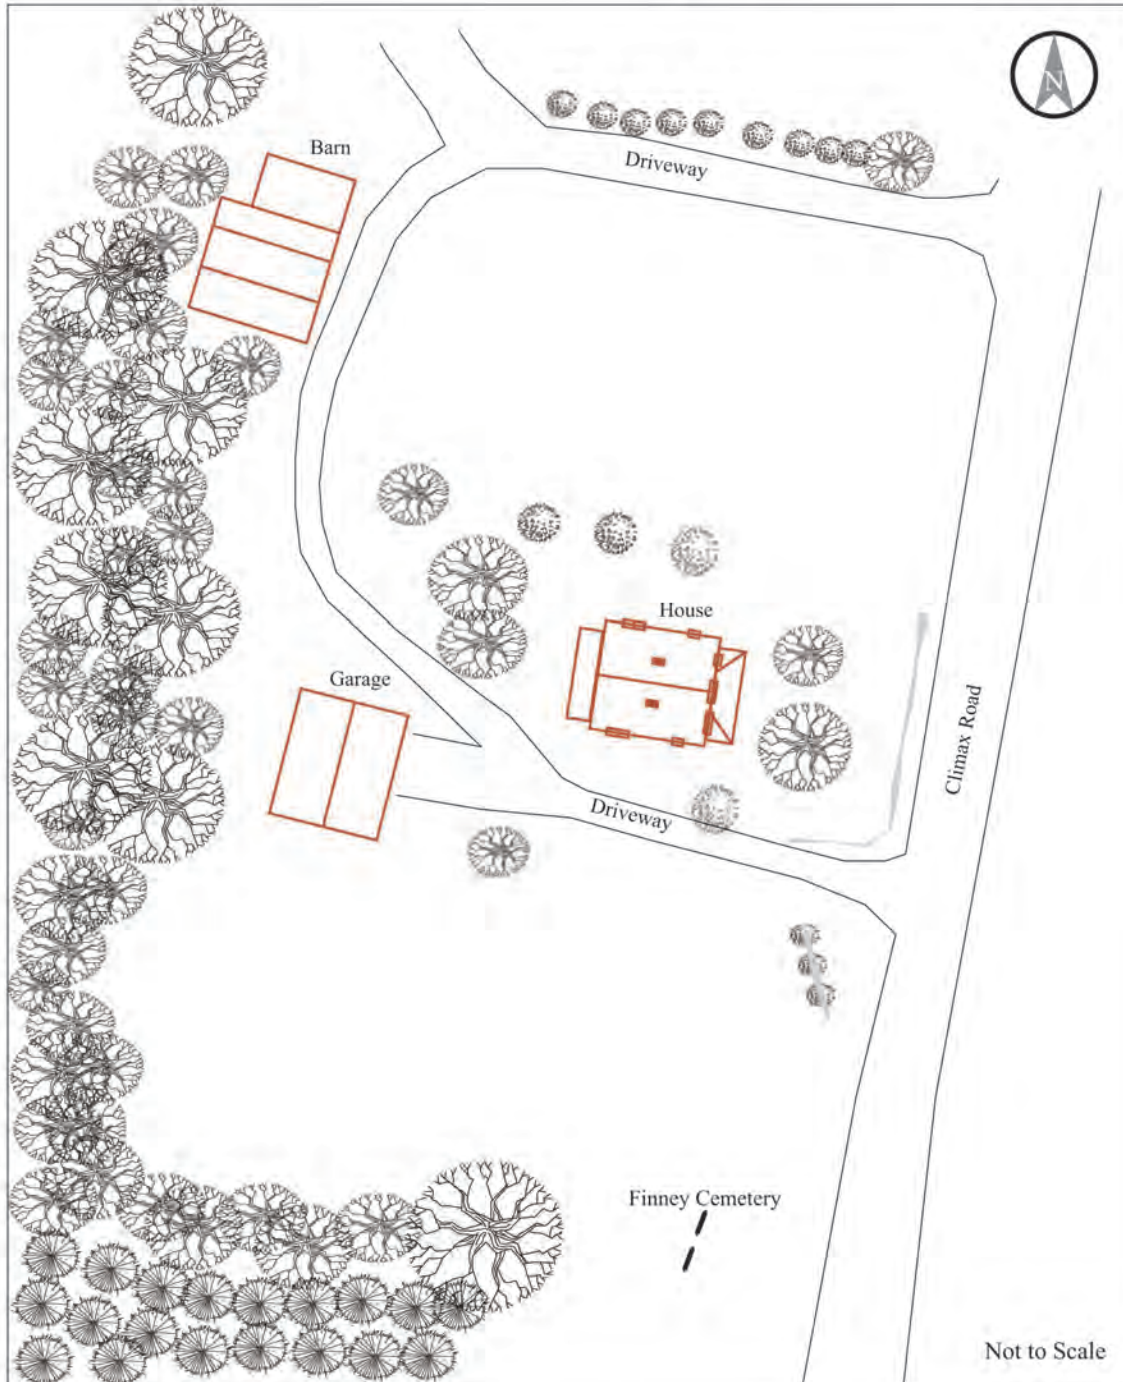 N
Barn
Driveway
House
Garage
Climax Road
Driveway
Finney Cemetery
Not to Scale